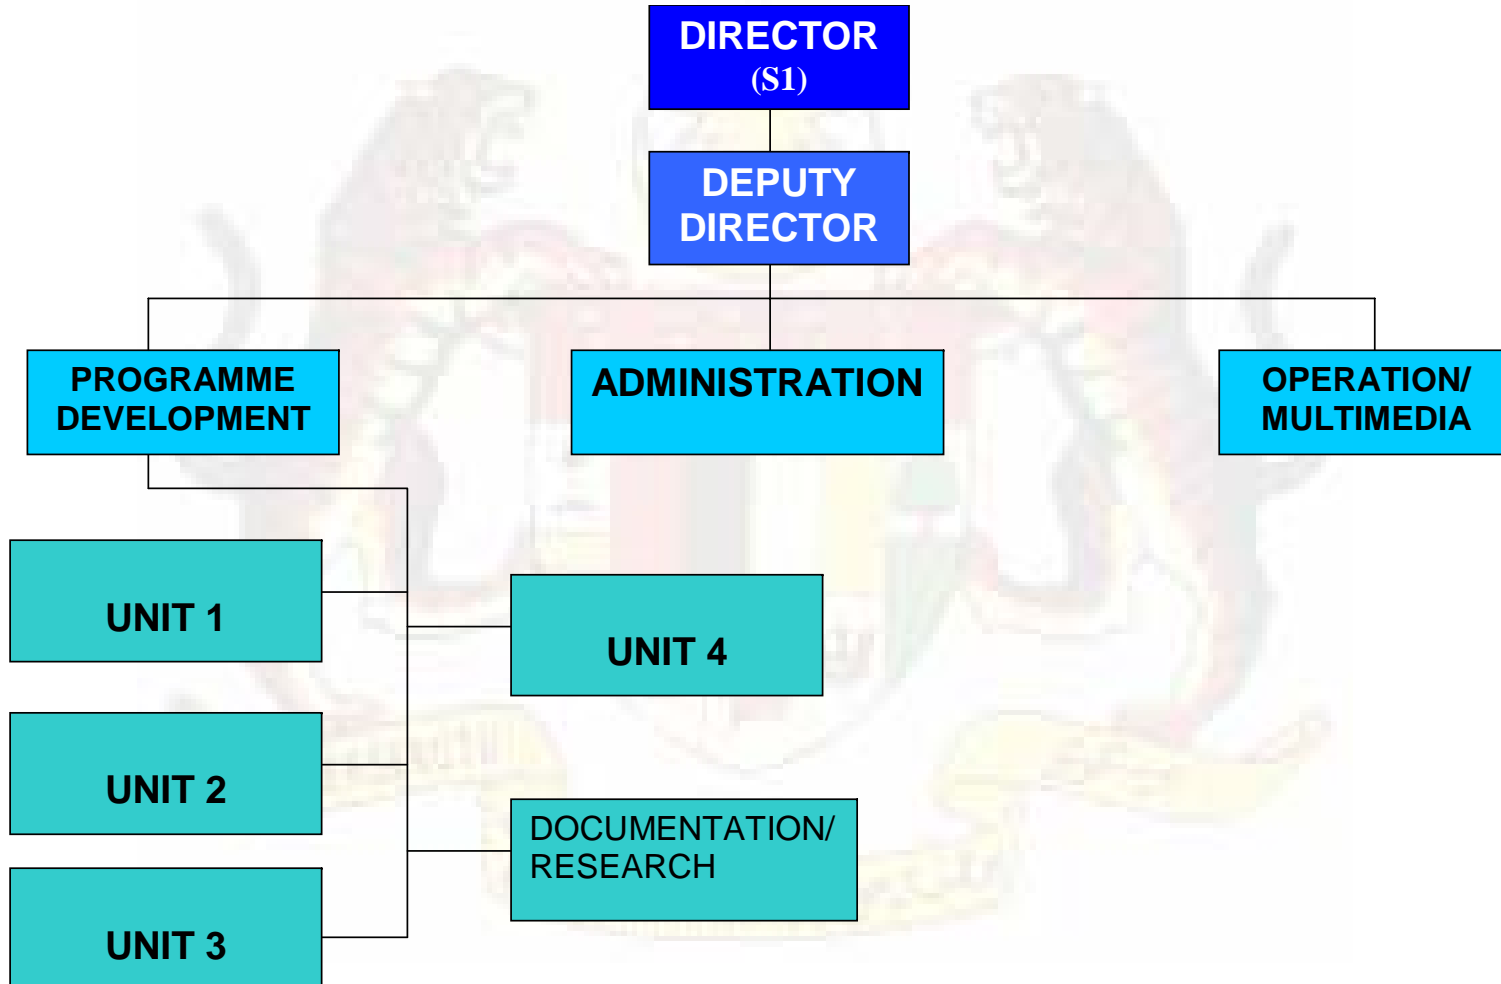 DIRECTOR
(S1)
DEPUTY
DIRECTOR
PROGRAMME
DEVELOPMENT
ADMINISTRATION
OPERATION/
MULTIMEDIA
UNIT 1
UNIT 4
UNIT 2
DOCUMENTATION/
RESEARCH
UNIT 3